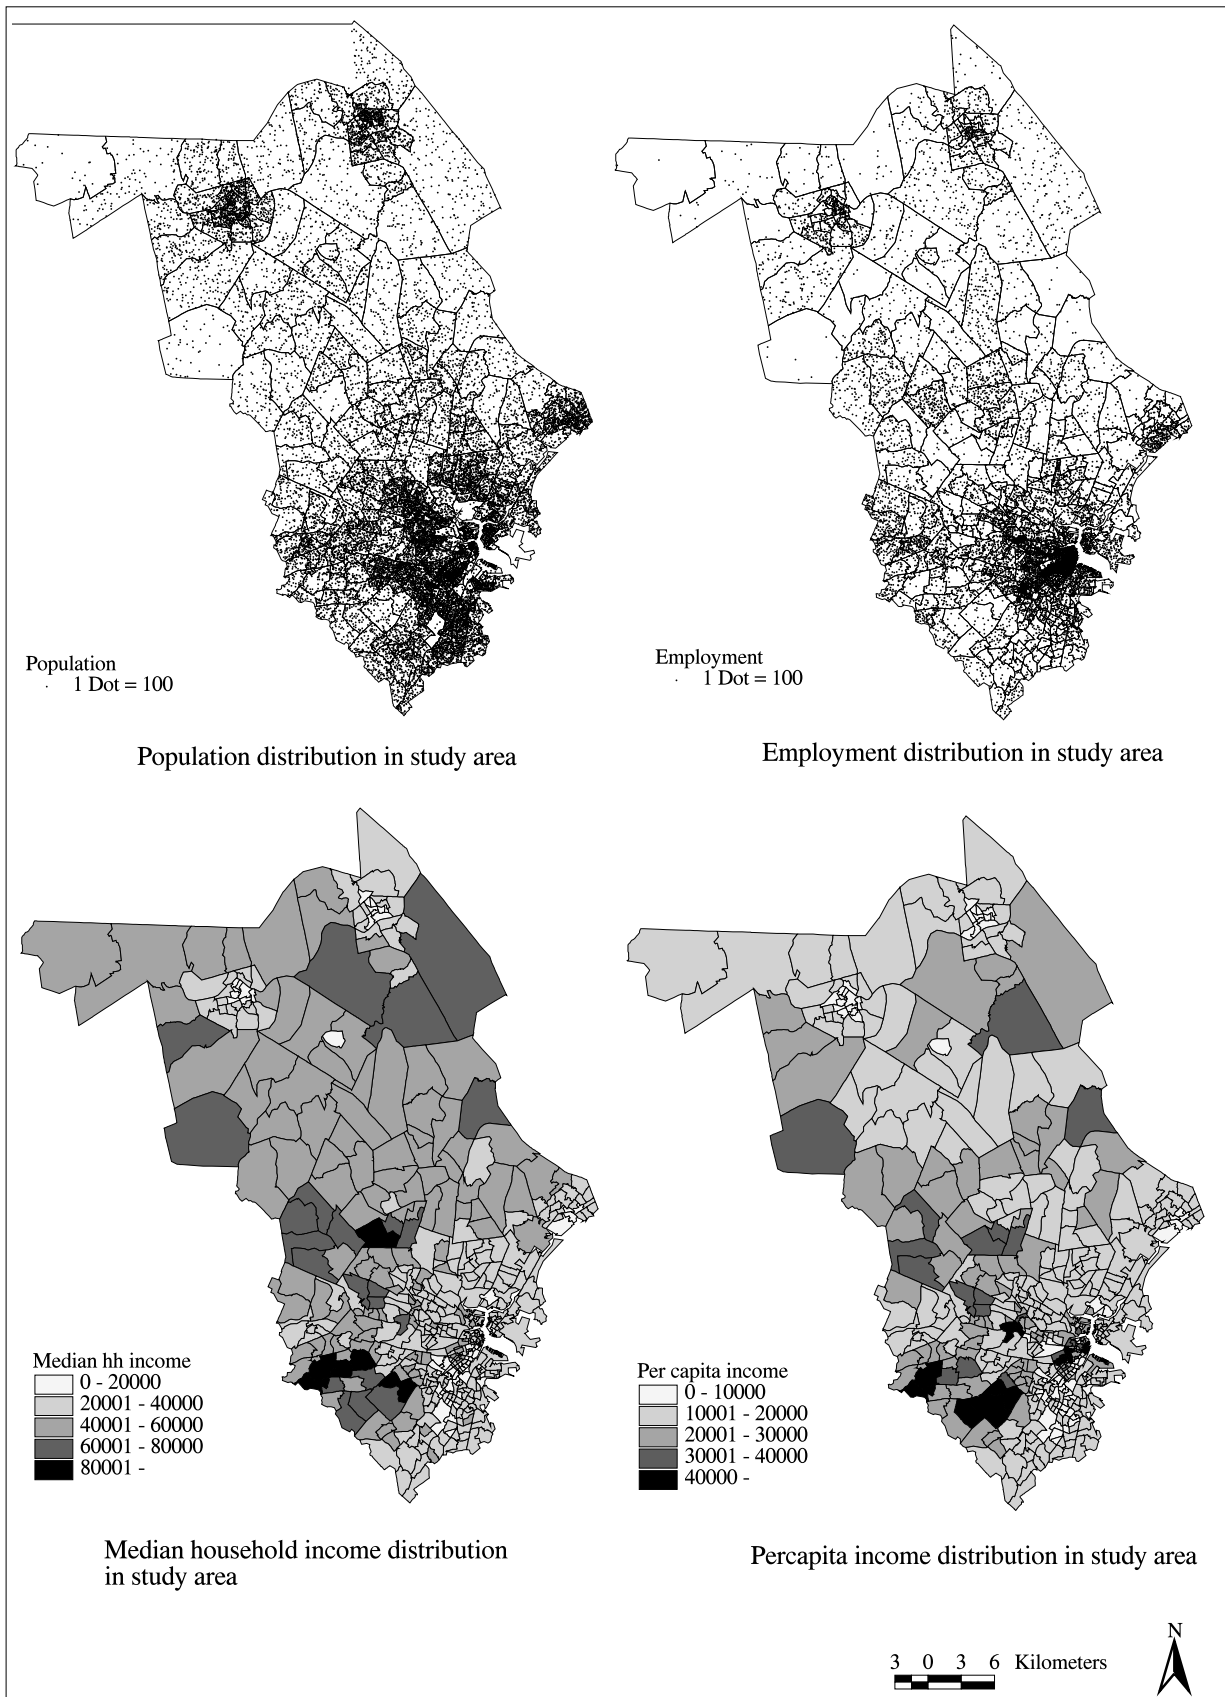 Population
1 Dot = 100
Population distribution in study area
Employment
1 Dot = 100
Employment distribution in study area
Median hh income
0 - 20000
20001 - 40000
40001 - 60000
60001 - 80000
80001 -
Median household income distribution
in study area
Per capita income
0 - 10000
10001 - 20000
20001 - 30000
30001 - 40000
40000 -
Percapita income distribution in study area
N
3 0 3 6 Kilometers